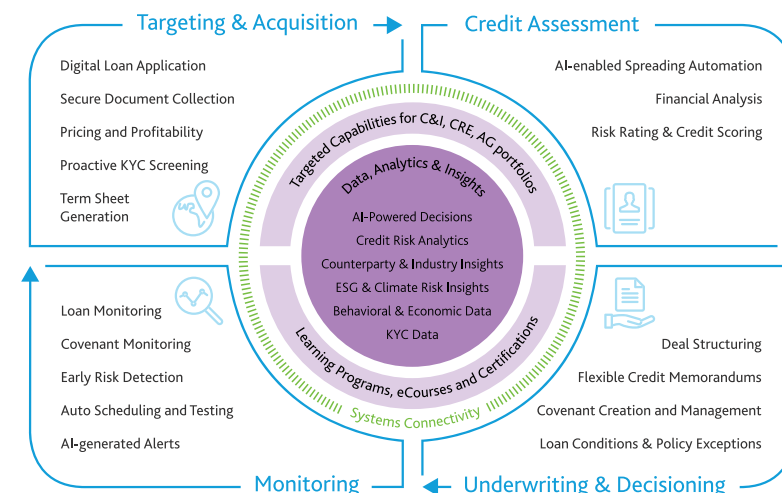 Targeting & Acquisition
Digital Loan Application
Secure Document Collection
Pricing and Profitability
Proactive KYC Screening
Term Sheet
Generation
Credit Assessment
AI-enabled Spreading Automation
Financial Analysis
Risk Rating & Credit Scoring
Targeted Capabilities for C&I, CRE, AG portfolios
Data, Analytics & Insights
AI-Powered Decisions
Credit Risk Analytics
Counterparty & Industry Insights
ESG & Climate Risk Insights
Behavioral & Economic Data
KYC Data
Learning Programs, eCourses and Certifications
Systems Connectivity
Loan Monitoring
Covenant Monitoring
Early Risk Detection
Auto Scheduling and Testing
AI-generated Alerts
Monitoring
Deal Structuring
Flexible Credit Memorandums
Covenant Creation and Management
Loan Conditions & Policy Exceptions
Underwriting & Decisioning